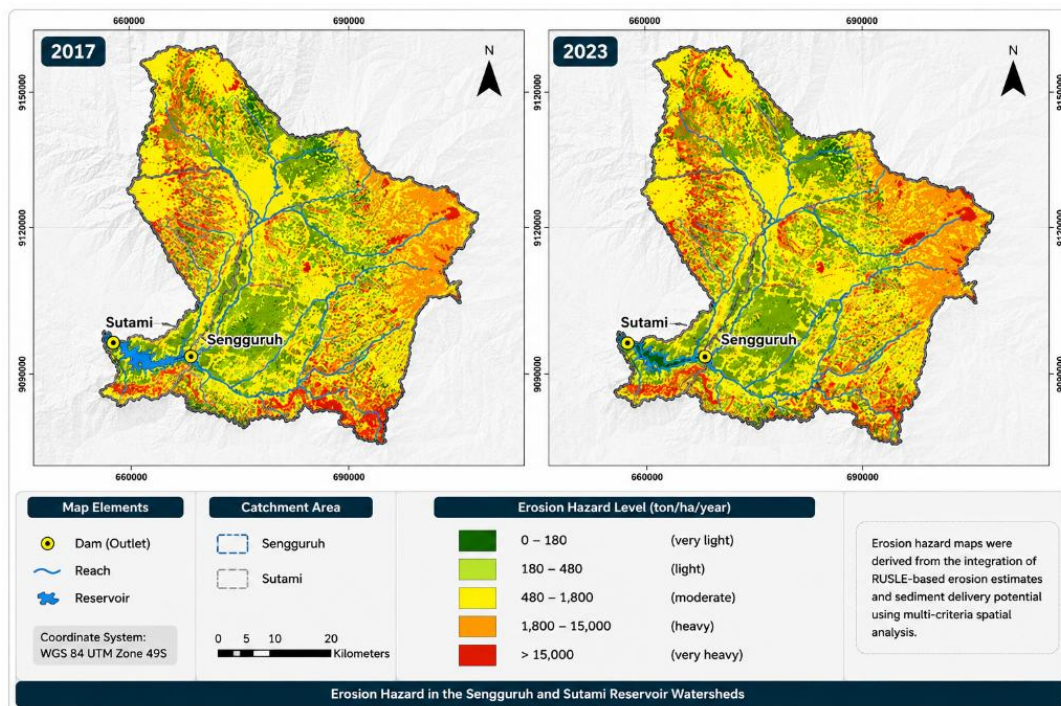 660000
690000
660000
690000
2017
N
2023
N
9150000
9120000
9150000
9120000
9120000
9120000
Sutami
Sengguruh
Sutami
Sengguruh
9090000
9090000
9090000
660000
690000
660000
690000
Map Elements
Dam (Outlet)
Reach
Reservoir
Coordinate System:
WGS 84 UTM Zone 49S
Catchment Area
Sengguruh
Sutami
0 5 10 20
Kilometers
Erosion Hazard Level (ton/ha/year)
0 – 180 (very light)
180 – 480 (light)
480 – 1,800 (moderate)
1,800 – 15,000 (heavy)
> 15,000 (very heavy)
Erosion hazard maps were
derived from the integration of
RUSLE-based erosion estimates
and sediment delivery potential
using multi-criteria spatial
analysis.
Erosion Hazard in the Sengguruh and Sutami Reservoir Watersheds